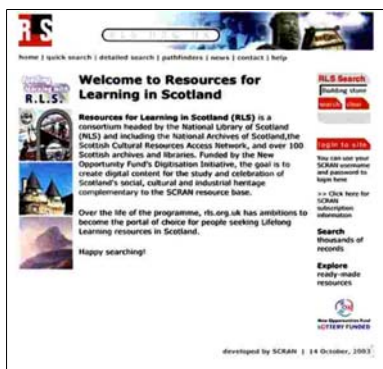 RLS
RLS.ORG.UK
home | quick search | detailed search | pathfinders | news | contact | help
R.L.S.
Welcome to Resources for
Learning in Scotland
Resources for Learning in Scotland (RLS) is a
consortium headed by the National Library of Scotland
(NLS) and including the National Archives of Scotland,the
Scottish Cultural Resources Access Network, and over 100
Scottish archives and libraries. Funded by the New
Opportunity Fund's Digitisation Initiative, the goal is to
create digital content for the study and celebration of
Scotland's social, cultural and industrial heritage
complementary to the SCRAN resource base.
Over the life of the programme, rls.org.uk has ambitions to
become the portal of choice for people seeking Lifelong
Learning resources in Scotland.
Happy searching!
RLS Search
Building stone
search clear
login to site
You can use your
SCRAN username
and password to
login here
>> Click here for
SCRAN
subscription
information
Search
thousands of
records
Explore
ready-made
resources
New Opportunities Fund
LOTTERY FUNDED
developed by SCRAN | 14 October, 2003